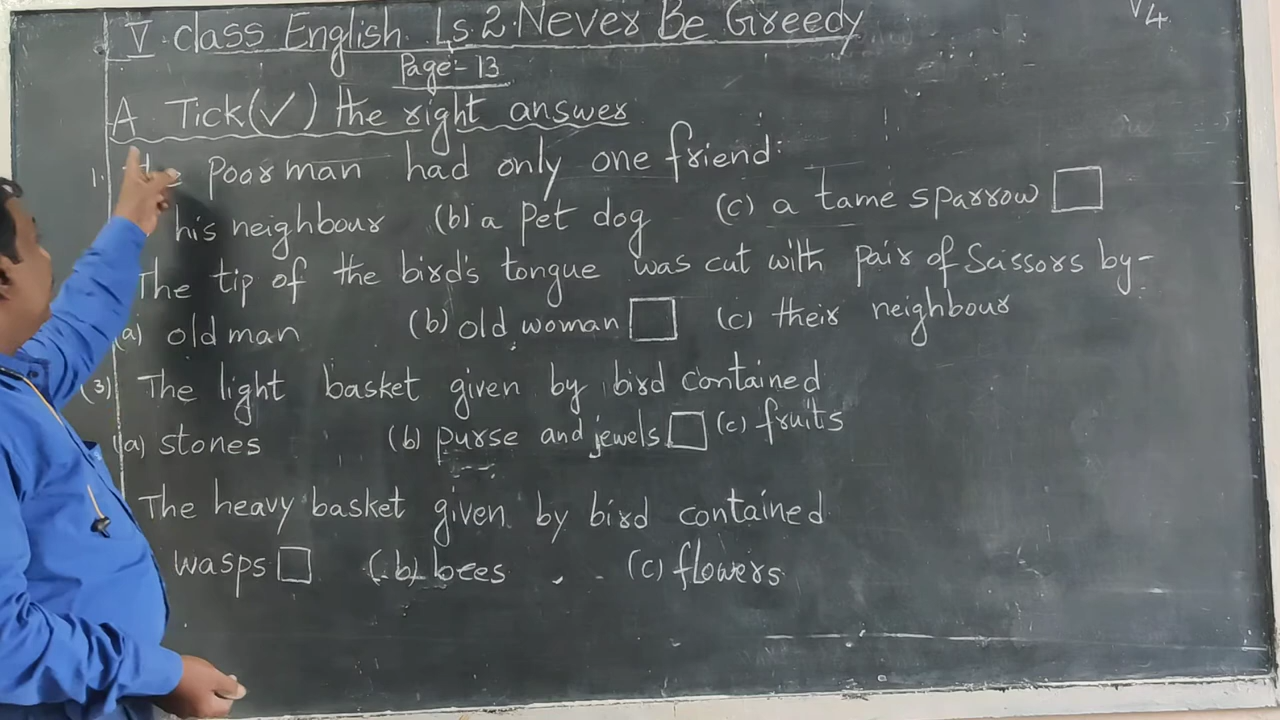 V class English Ls 2. Never Be Greedy
V4
Page - 13
A Tick (✓) the right answer
1. Poor man had only one friend:
his neighbour (b) a pet dog (c) a tame sparrow
The tip of the bird's tongue was cut with pair of Scissors by-
(a) old man (b) old woman (c) their neighbour
(3) The light basket given by bird contained
(a) stones (b) purse and jewels (c) fruits
The heavy basket given by bird contained
wasps (b) bees (c) flowers